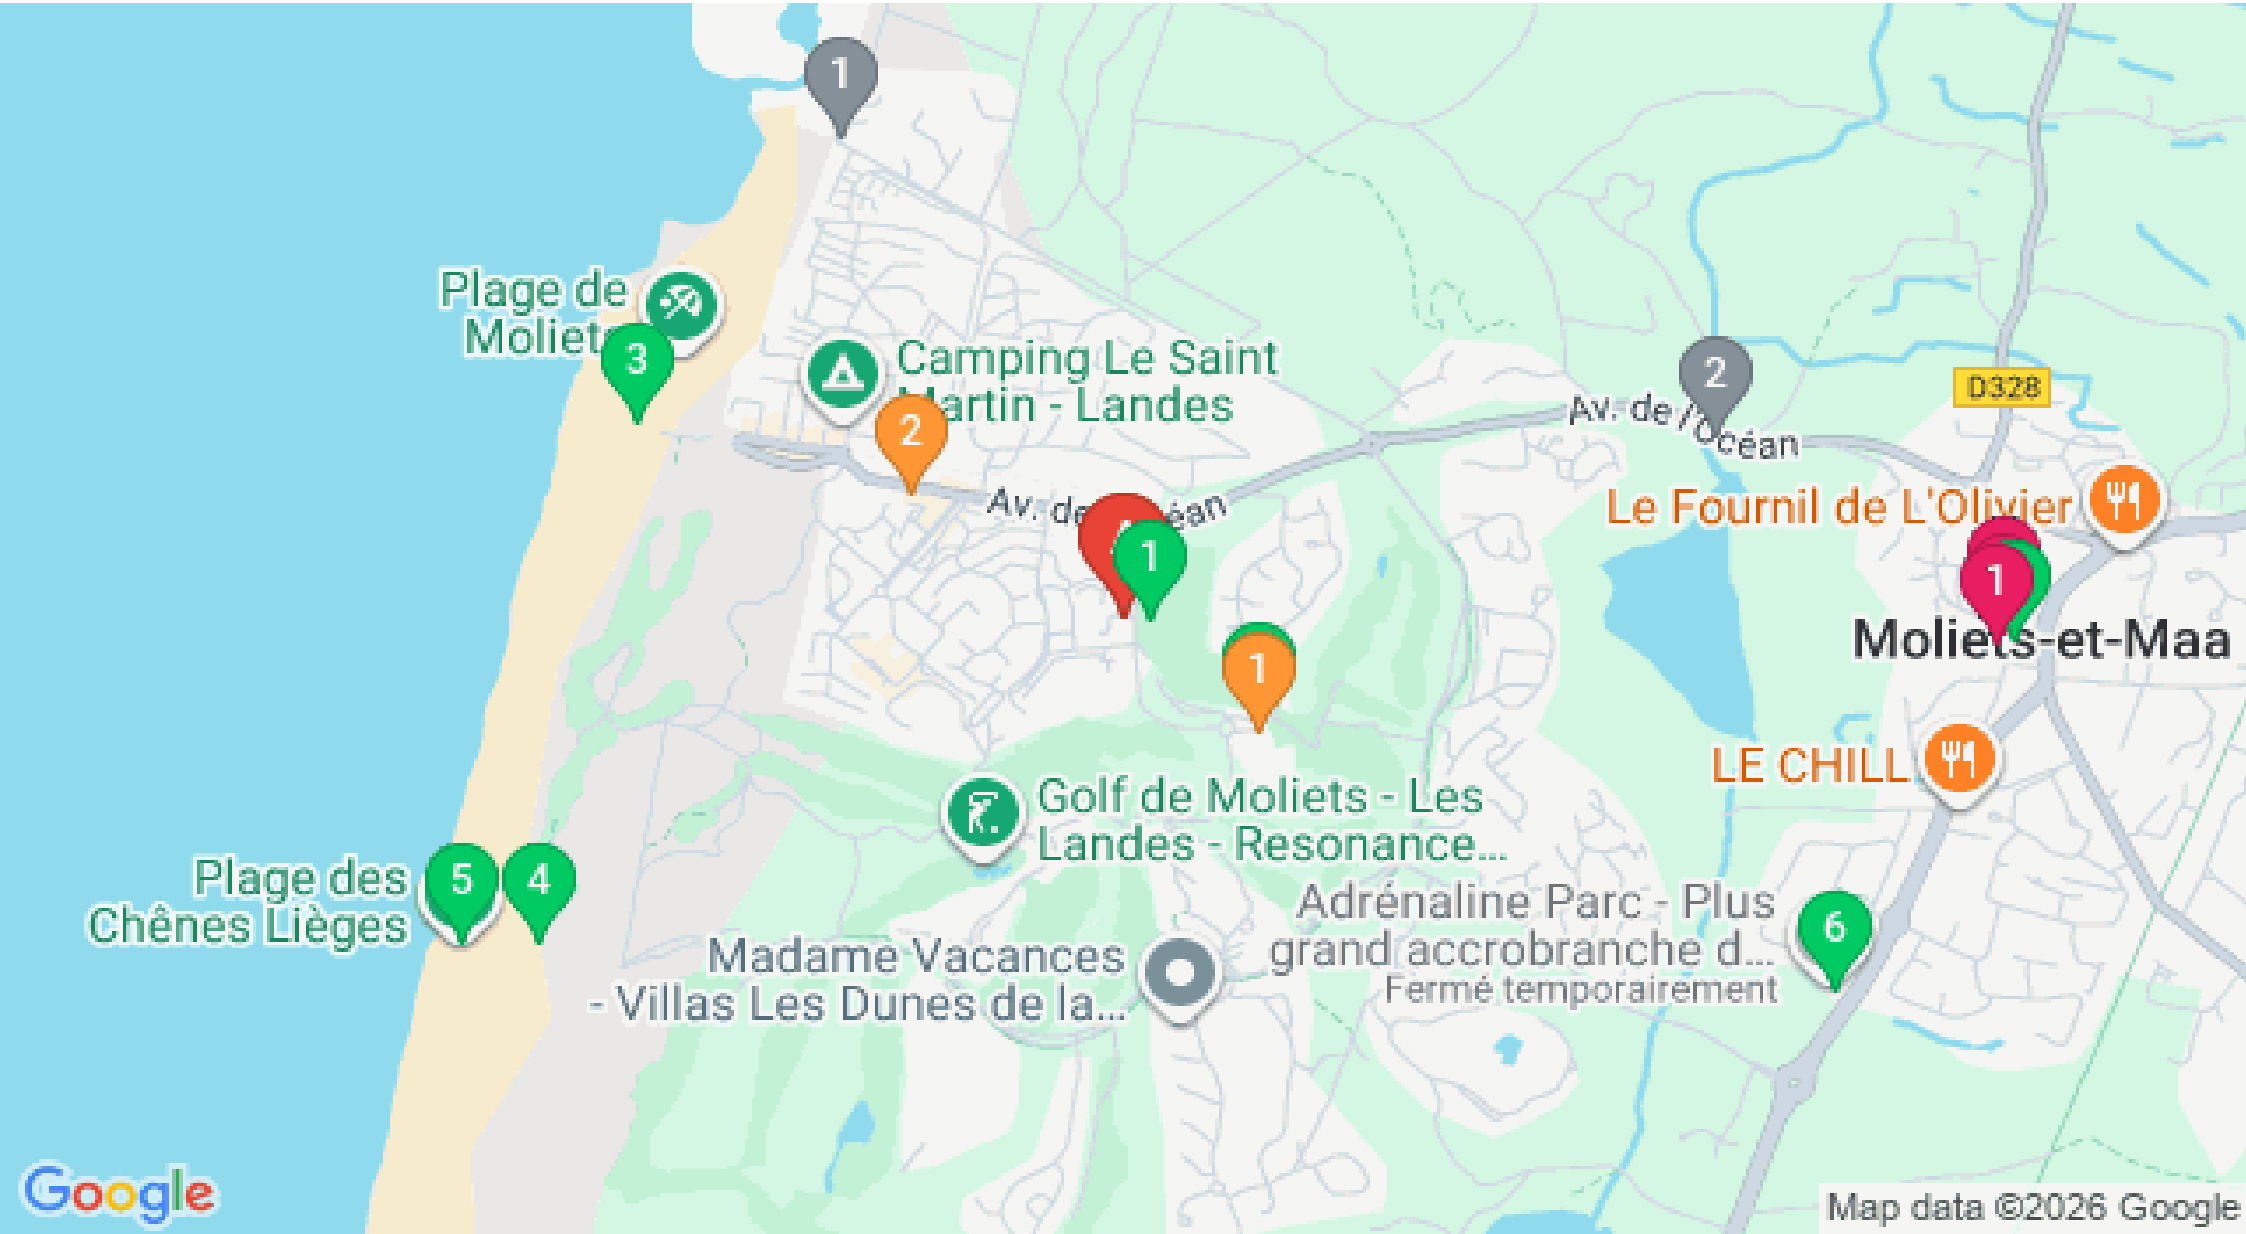 1
Plage de
Moliets
3
Camping Le Saint
Martin - Landes
2
2
Av. de l'Océan
D328
Av. de
éan
Le Fournil de L'Olivier
1
1
1
Moliets-et-Maa
LE CHILL
Golf de Moliets - Les
Landes - Resonance...
Plage des
Chênes Lièges
5
4
Adrénaline Parc - Plus
grand accrobranche d...
Fermé temporairement
6
Madame Vacances
- Villas Les Dunes de la...
Google
Map data ©2026 Google